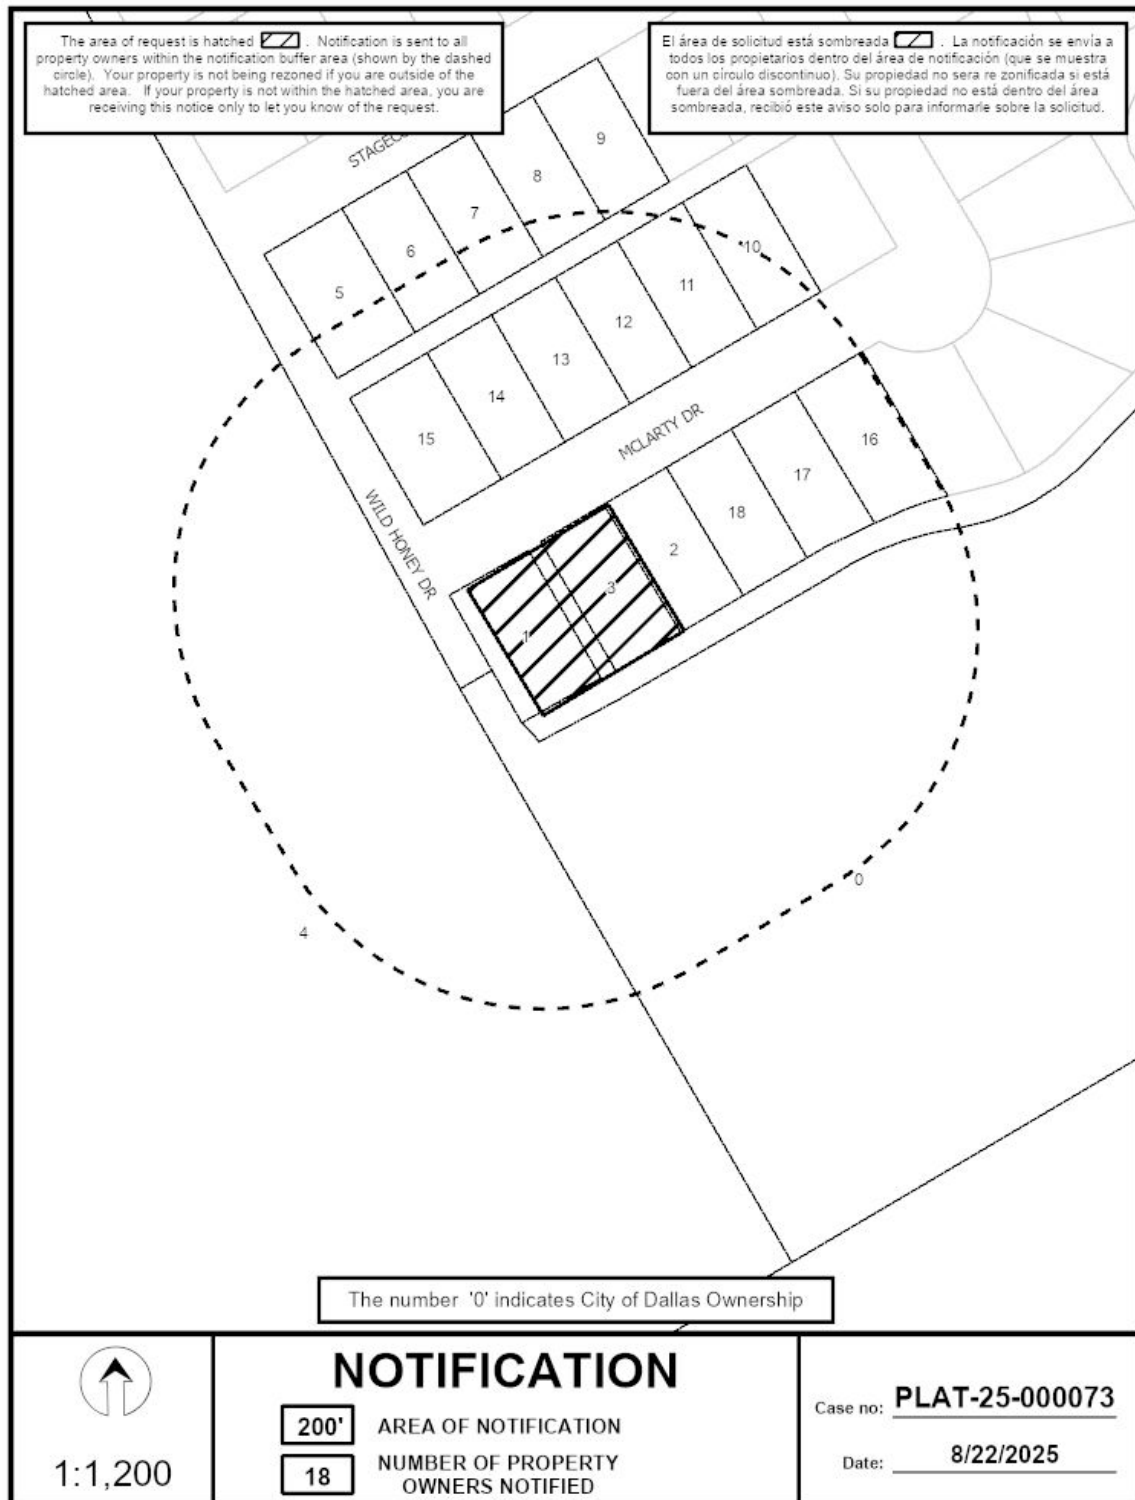 The area of request is hatched . Notification is sent to all
property owners within the notification buffer area (shown by the dashed
circle). Your property is not being rezoned if you are outside of the
hatched area. If your property is not within the hatched area, you are
receiving this notice only to let you know of the request.
El área de solicitud está sombreada . La notificación se envía a
todos los propietarios dentro del área de notificación (que se muestra
con un círculo discontinuo). Su propiedad no sera re zonificada si está
fuera del área sombreada. Si su propiedad no está dentro del área
sombreada, recibió este aviso solo para informarle sobre la solicitud.
9
8
7
6
5
10
11
12
13
14
15
MCLARTY DR
16
17
18
2
3
1
WILD HONEY DR
0
4
The number '0' indicates City of Dallas Ownership
1:1,200
NOTIFICATION
200' AREA OF NOTIFICATION
18 NUMBER OF PROPERTY
OWNERS NOTIFIED
Case no: PLAT-25-000073
Date: 8/22/2025